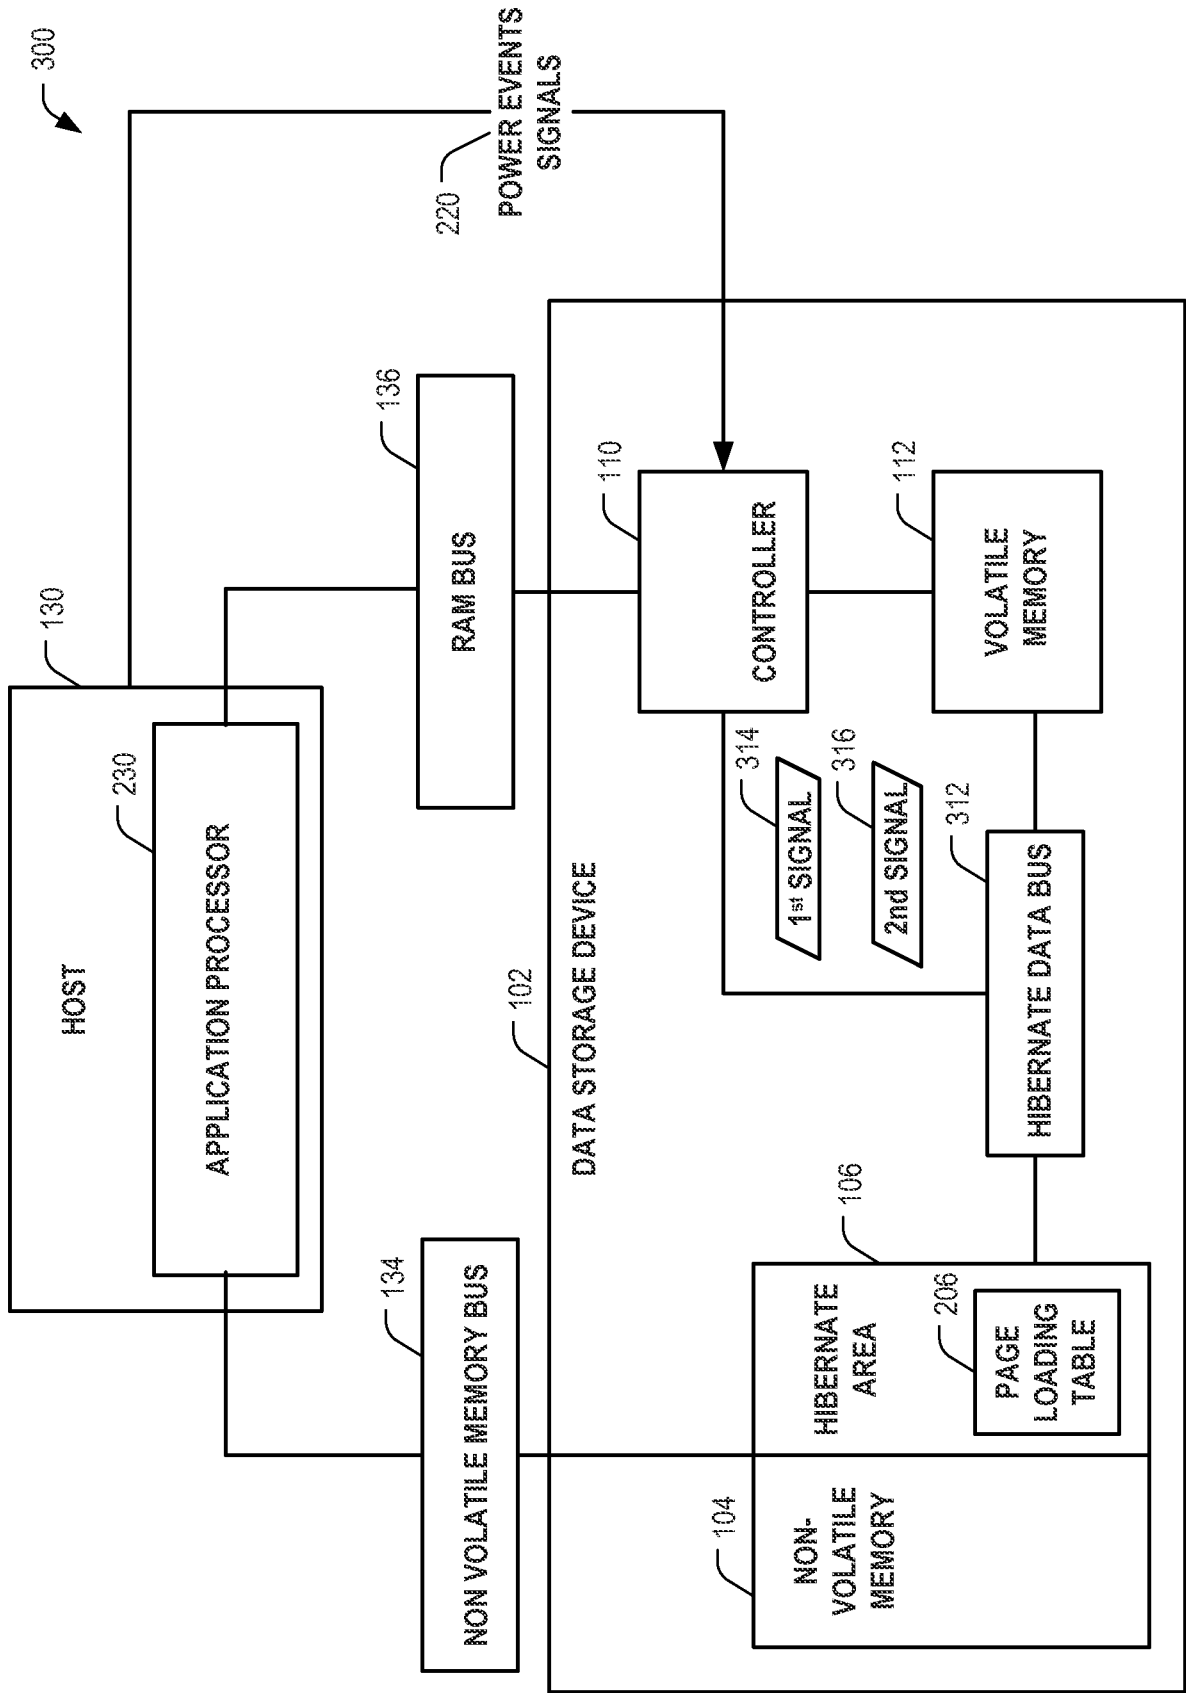 300
130
HOST
230
APPLICATION PROCESSOR
220
POWER EVENTS
SIGNALS
134
NON VOLATILE MEMORY BUS
136
RAM BUS
102
DATA STORAGE DEVICE
104
NON-
VOLATILE
MEMORY
106
HIBERNATE
AREA
206
PAGE
LOADING
TABLE
110
CONTROLLER
314
1st SIGNAL
316
2nd SIGNAL
312
HIBERNATE DATA BUS
112
VOLATILE
MEMORY